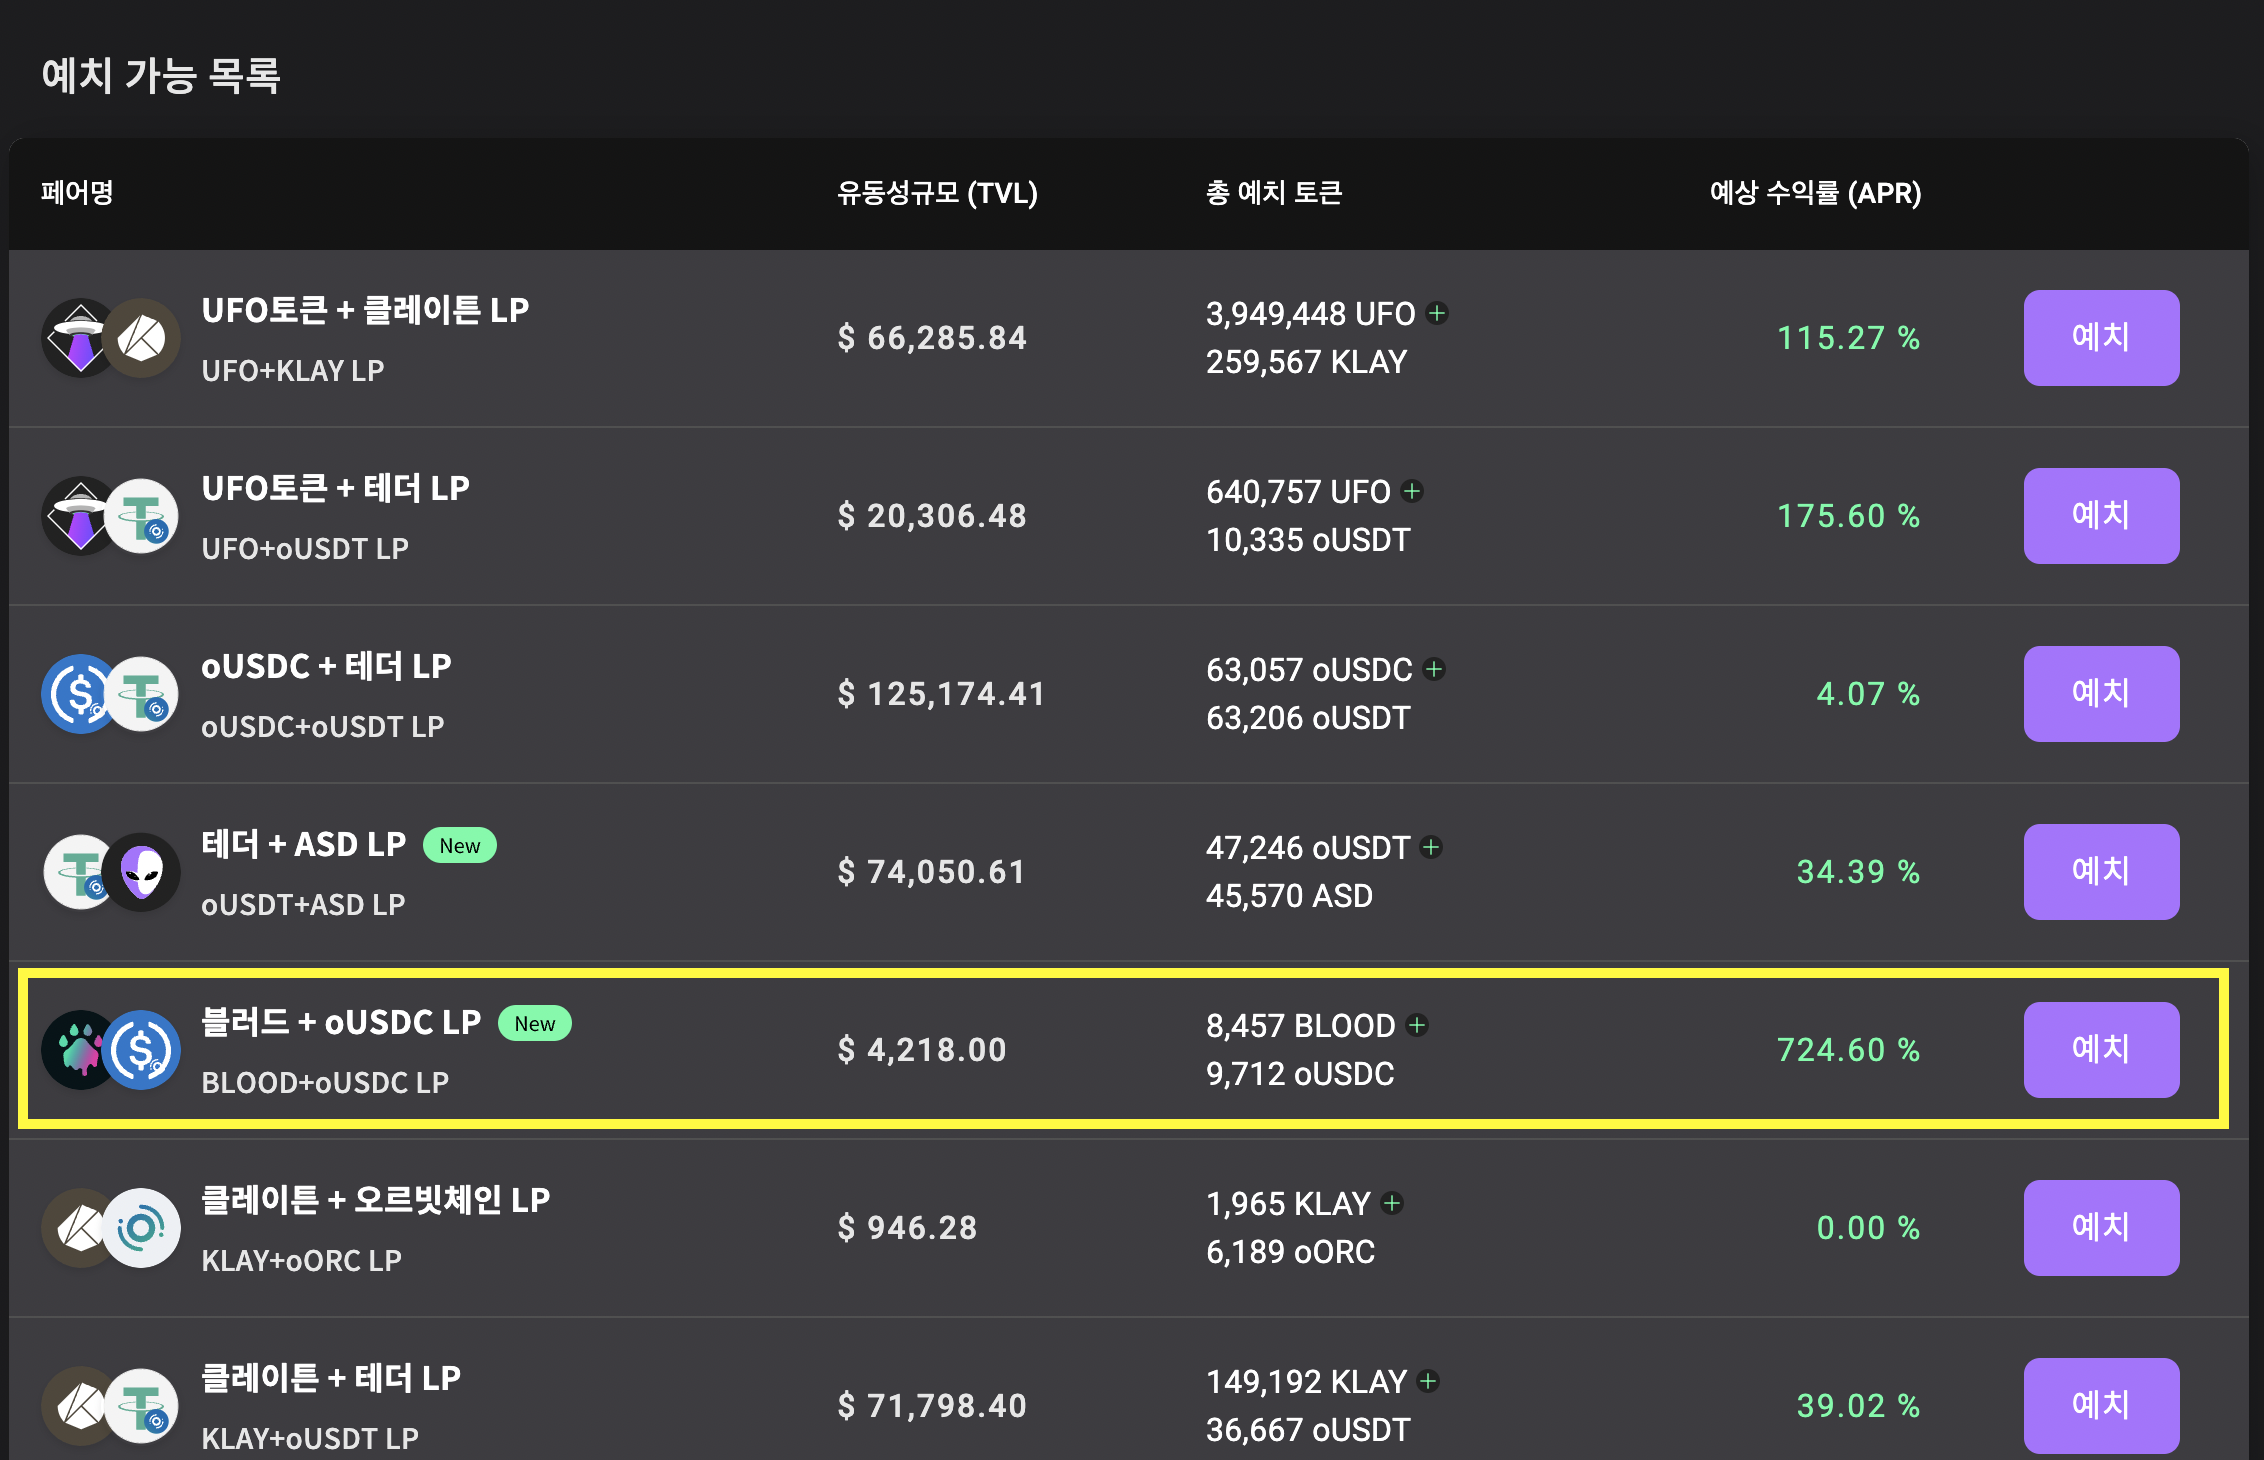 예치 가능 목록
페어명 유동성규모 (TVL) 총 예치 토큰 예상 수익률 (APR)
UFO토큰 + 클레이튼 LP
UFO+KLAY LP
$ 66,285.84
3,949,448 UFO +
259,567 KLAY
115.27 %
예치
UFO토큰 + 테더 LP
UFO+oUSDT LP
$ 20,306.48
640,757 UFO +
10,335 oUSDT
175.60 %
예치
oUSDC + 테더 LP
oUSDC+oUSDT LP
$ 125,174.41
63,057 oUSDC +
63,206 oUSDT
4.07 %
예치
테더 + ASD LP New
oUSDT+ASD LP
$ 74,050.61
47,246 oUSDT +
45,570 ASD
34.39 %
예치
블러드 + oUSDC LP New
BLOOD+oUSDC LP
$ 4,218.00
8,457 BLOOD +
9,712 oUSDC
724.60 %
예치
클레이튼 + 오르빗체인 LP
KLAY+oORC LP
$ 946.28
1,965 KLAY +
6,189 oORC
0.00 %
예치
클레이튼 + 테더 LP
KLAY+oUSDT LP
$ 71,798.40
149,192 KLAY +
36,667 oUSDT
39.02 %
예치